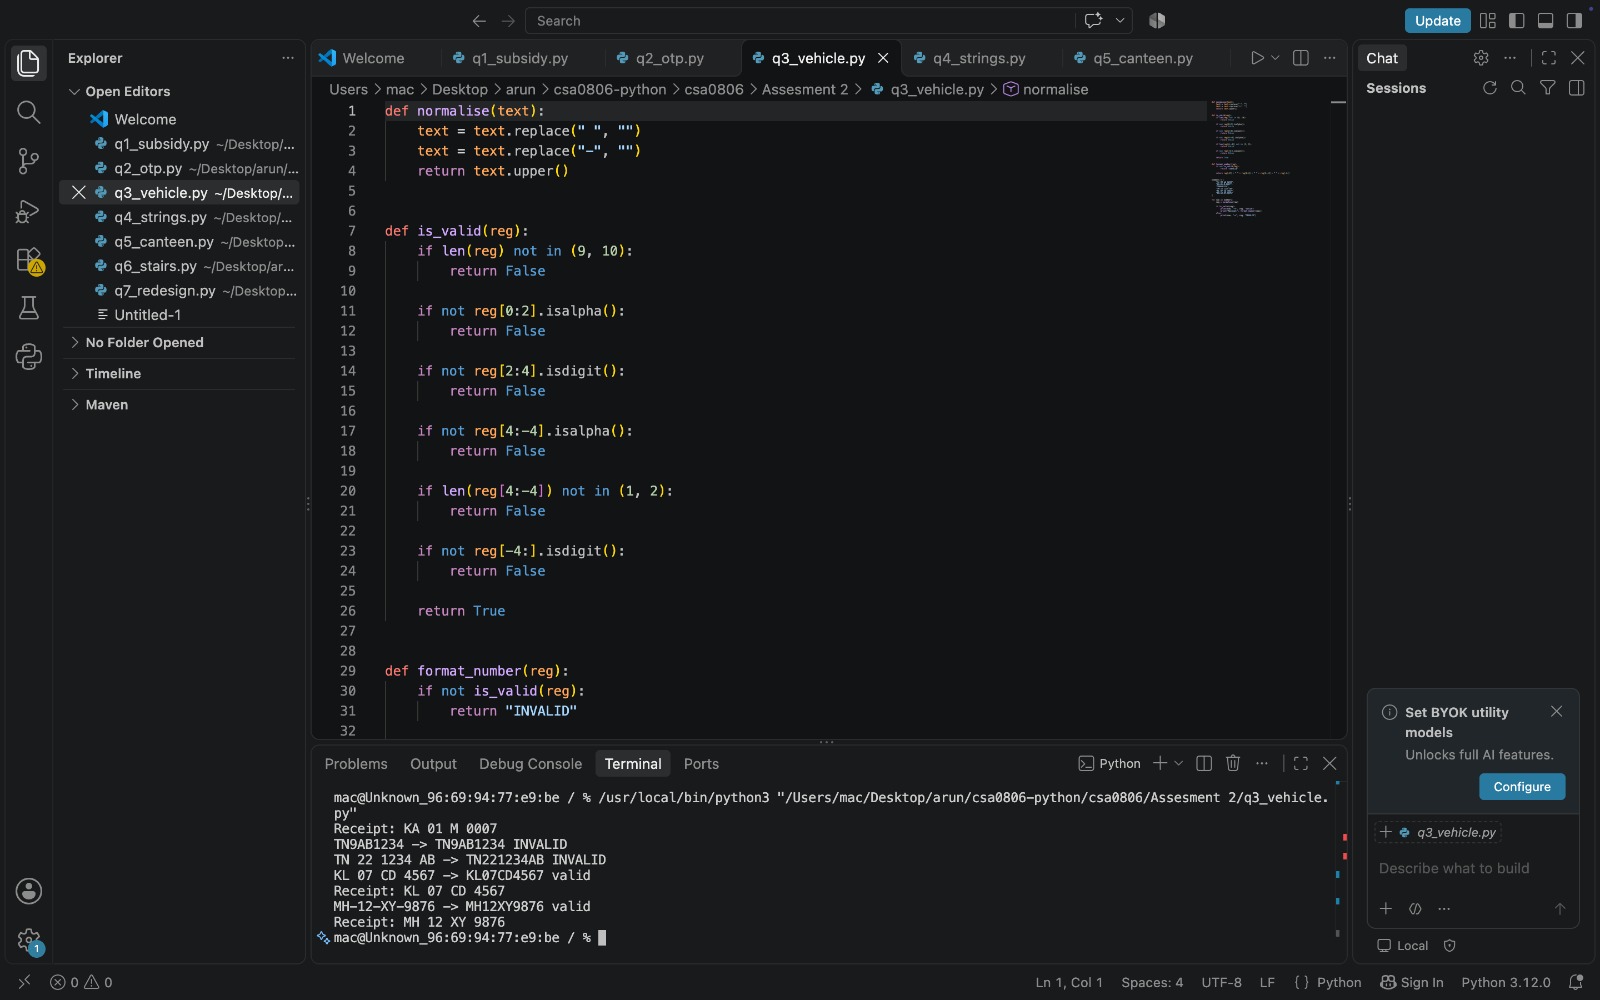 Search
Update
Explorer
Open Editors
Welcome
q1_subsidy.py ~/Desktop/...
q2_otp.py ~/Desktop/arun/...
q3_vehicle.py ~/Desktop/...
q4_strings.py ~/Desktop/...
q5_canteen.py ~/Desktop...
q6_stairs.py ~/Desktop/ar...
q7_redesign.py ~/Desktop...
Untitled-1
No Folder Opened
Timeline
Maven
1
Welcome q1_subsidy.py q2_otp.py q3_vehicle.py q4_strings.py q5_canteen.py
Users > mac > Desktop > arun > csa0806-python > csa0806 > Assesment 2 > q3_vehicle.py > normalise
1 def normalise(text):
2 text = text.replace(" ", "")
3 text = text.replace("-", "")
4 return text.upper()
5
6
7 def is_valid(reg):
8 if len(reg) not in (9, 10):
9 return False
10
11 if not reg[0:2].isalpha():
12 return False
13
14 if not reg[2:4].isdigit():
15 return False
16
17 if not reg[4:-4].isalpha():
18 return False
19
20 if len(reg[4:-4]) not in (1, 2):
21 return False
22
23 if not reg[-4:].isdigit():
24 return False
25
26 return True
27
28
29 def format_number(reg):
30 if not is_valid(reg):
31 return "INVALID"
32
Problems Output Debug Console Terminal Ports Python
mac@Unknown_96:69:94:77:e9:be / % /usr/local/bin/python3 "/Users/mac/Desktop/arun/csa0806-python/csa0806/Assesment 2/q3_vehicle.
py"
Receipt: KA 01 M 0007
TN9AB1234 -> TN9AB1234 INVALID
TN 22 1234 AB -> TN221234AB INVALID
KL 07 CD 4567 -> KL07CD4567 valid
Receipt: KL 07 CD 4567
MH-12-XY-9876 -> MH12XY9876 valid
Receipt: MH 12 XY 9876
mac@Unknown_96:69:94:77:e9:be / %
Chat
Sessions
Set BYOK utility
models
Unlocks full AI features.
Configure
q3_vehicle.py
Describe what to build
Local
0 0 Ln 1, Col 1 Spaces: 4 UTF-8 LF { } Python Sign In Python 3.12.0